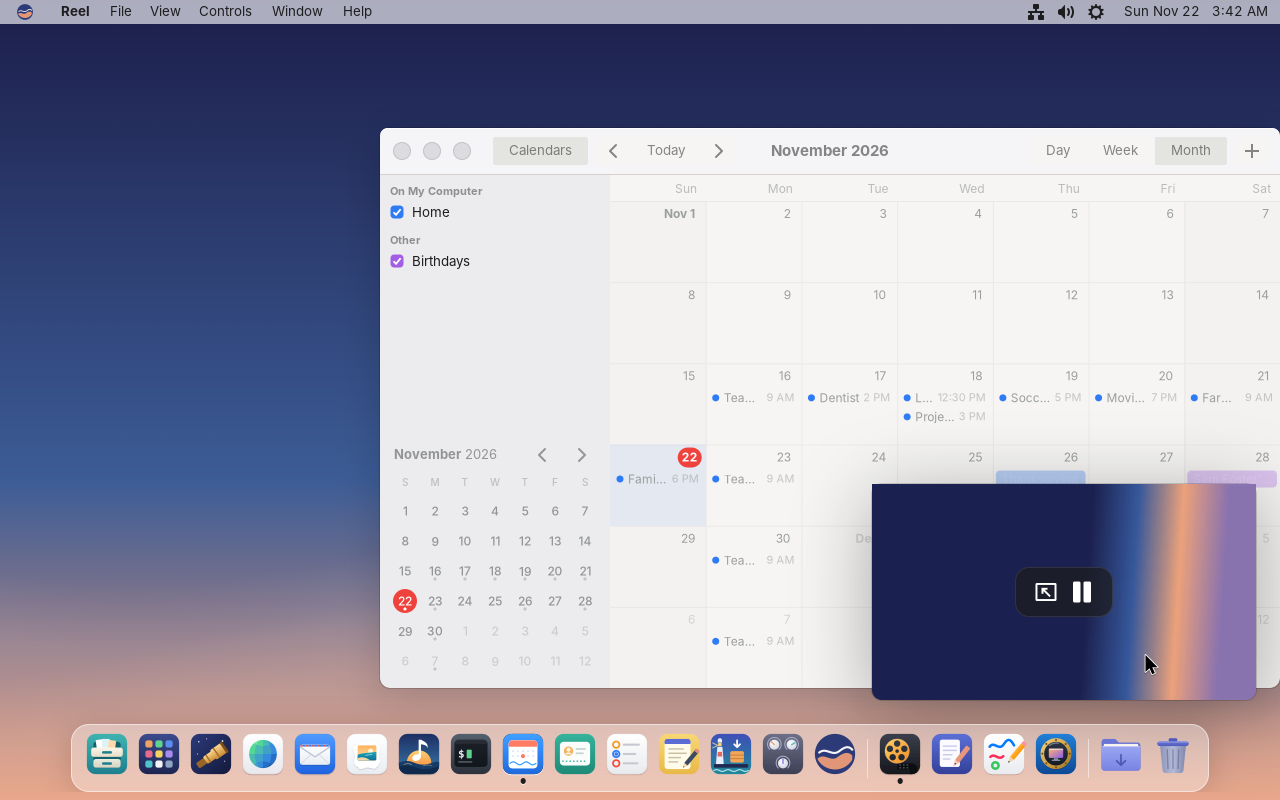 Reel File View Controls Window Help Sun Nov 22 3:42 AM
Calendars Today November 2026 Day Week Month
On My Computer
Home
Other
Birthdays
Sun Mon Tue Wed Thu Fri Sat
Nov 1 2 3 4 5 6 7
8 9 10 11 12 13 14
15 16 17 18 19 20 21
Tea... 9 AM Dentist 2 PM L... 12:30 PM Socc... 5 PM Movi... 7 PM Far... 9 AM
Proje... 3 PM
22 23 24 25 26 27 28
Fami... 6 PM Tea... 9 AM
29 30 De 5
Tea... 9 AM
6 7 12
Tea... 9 AM
November 2026
S M T W T F S
1 2 3 4 5 6 7
8 9 10 11 12 13 14
15 16 17 18 19 20 21
22 23 24 25 26 27 28
29 30 1 2 3 4 5
6 7 8 9 10 11 12
$